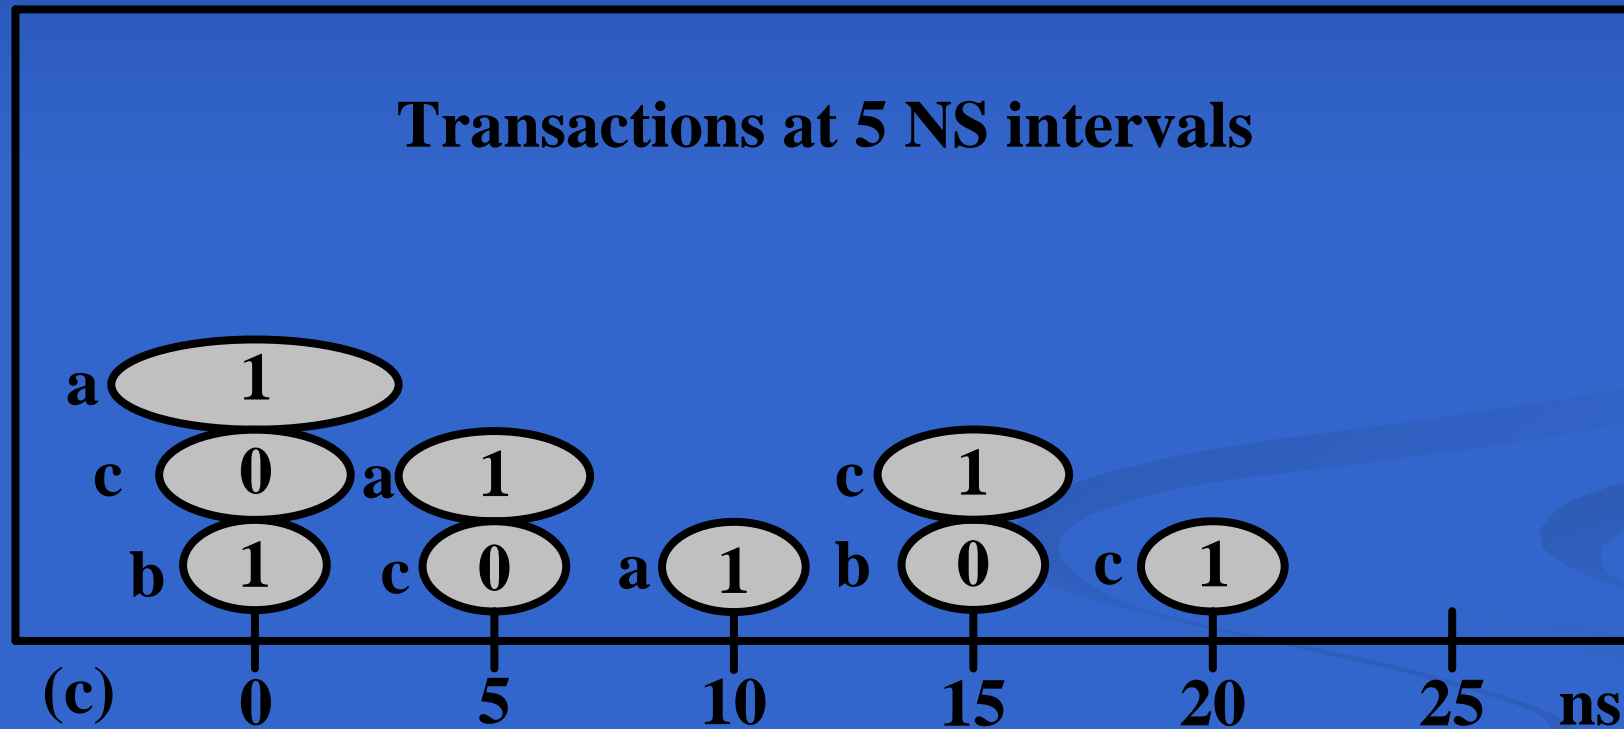 Transactions at 5 NS intervals
a 1
c 0 a 1 c 1
b 1 c 0 a 1 b 0 c 1
(c) 0 5 10 15 20 25 ns